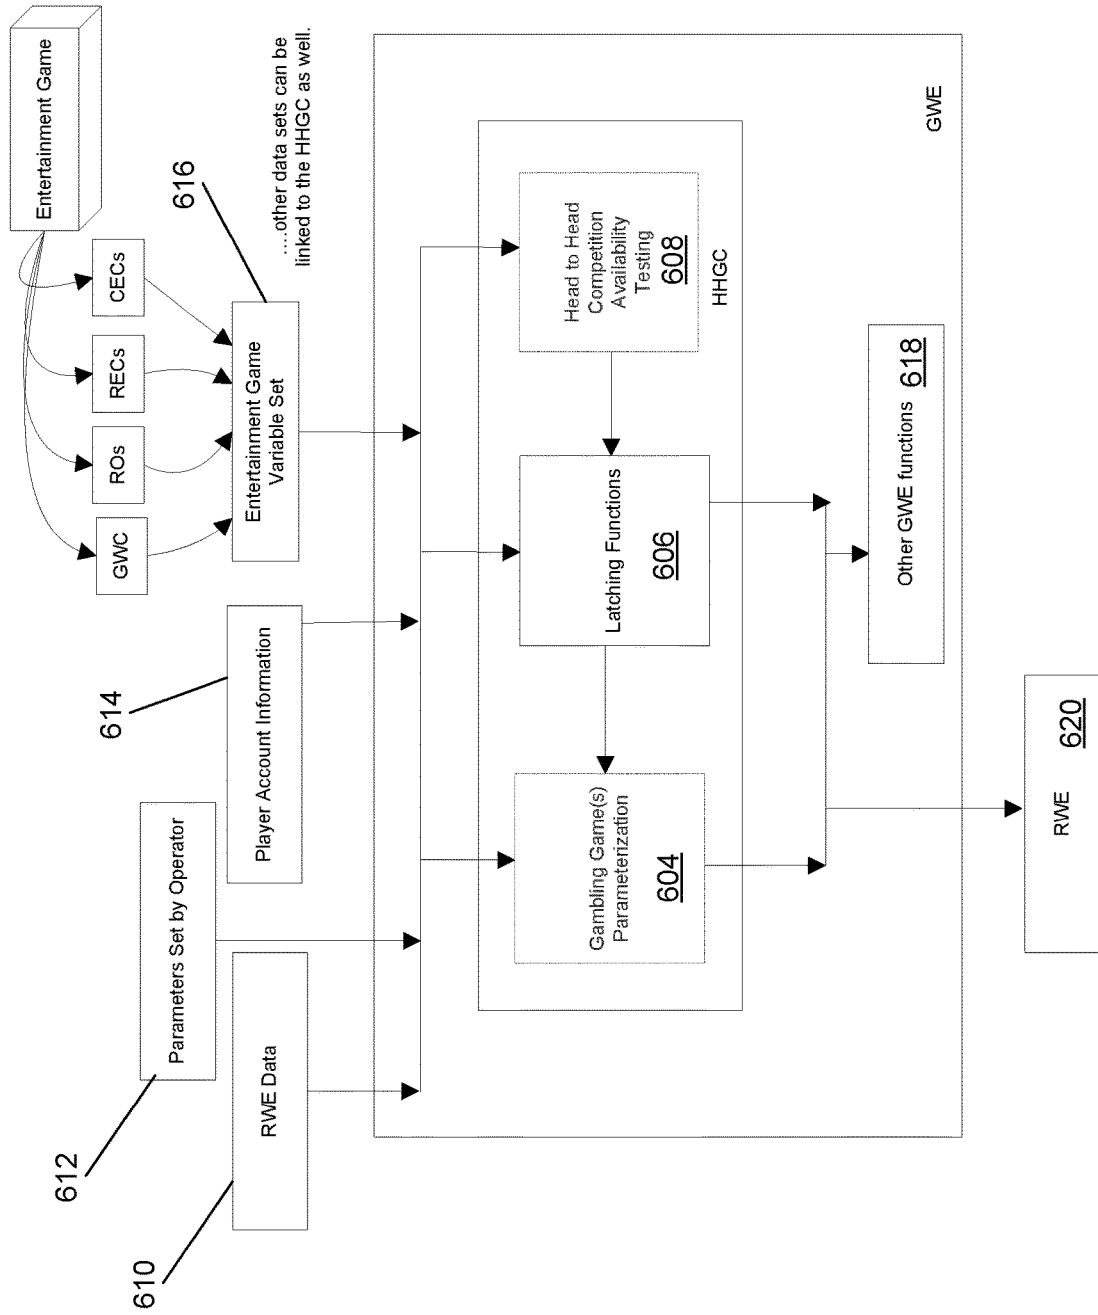 Entertainment Game
612
614
GWC
ROs
RECs
CECs
610
Parameters Set by Operator
616
RWE Data
Player Account Information
Entertainment Game
Variable Set
....other data sets can be
linked to the HHGC as well.
Gambling Game(s)
Parameterization
604
Latching Functions
606
Head to Head
Competition
Availability
Testing
608
HHGC
Other GWE functions
618
GWE
RWE
620